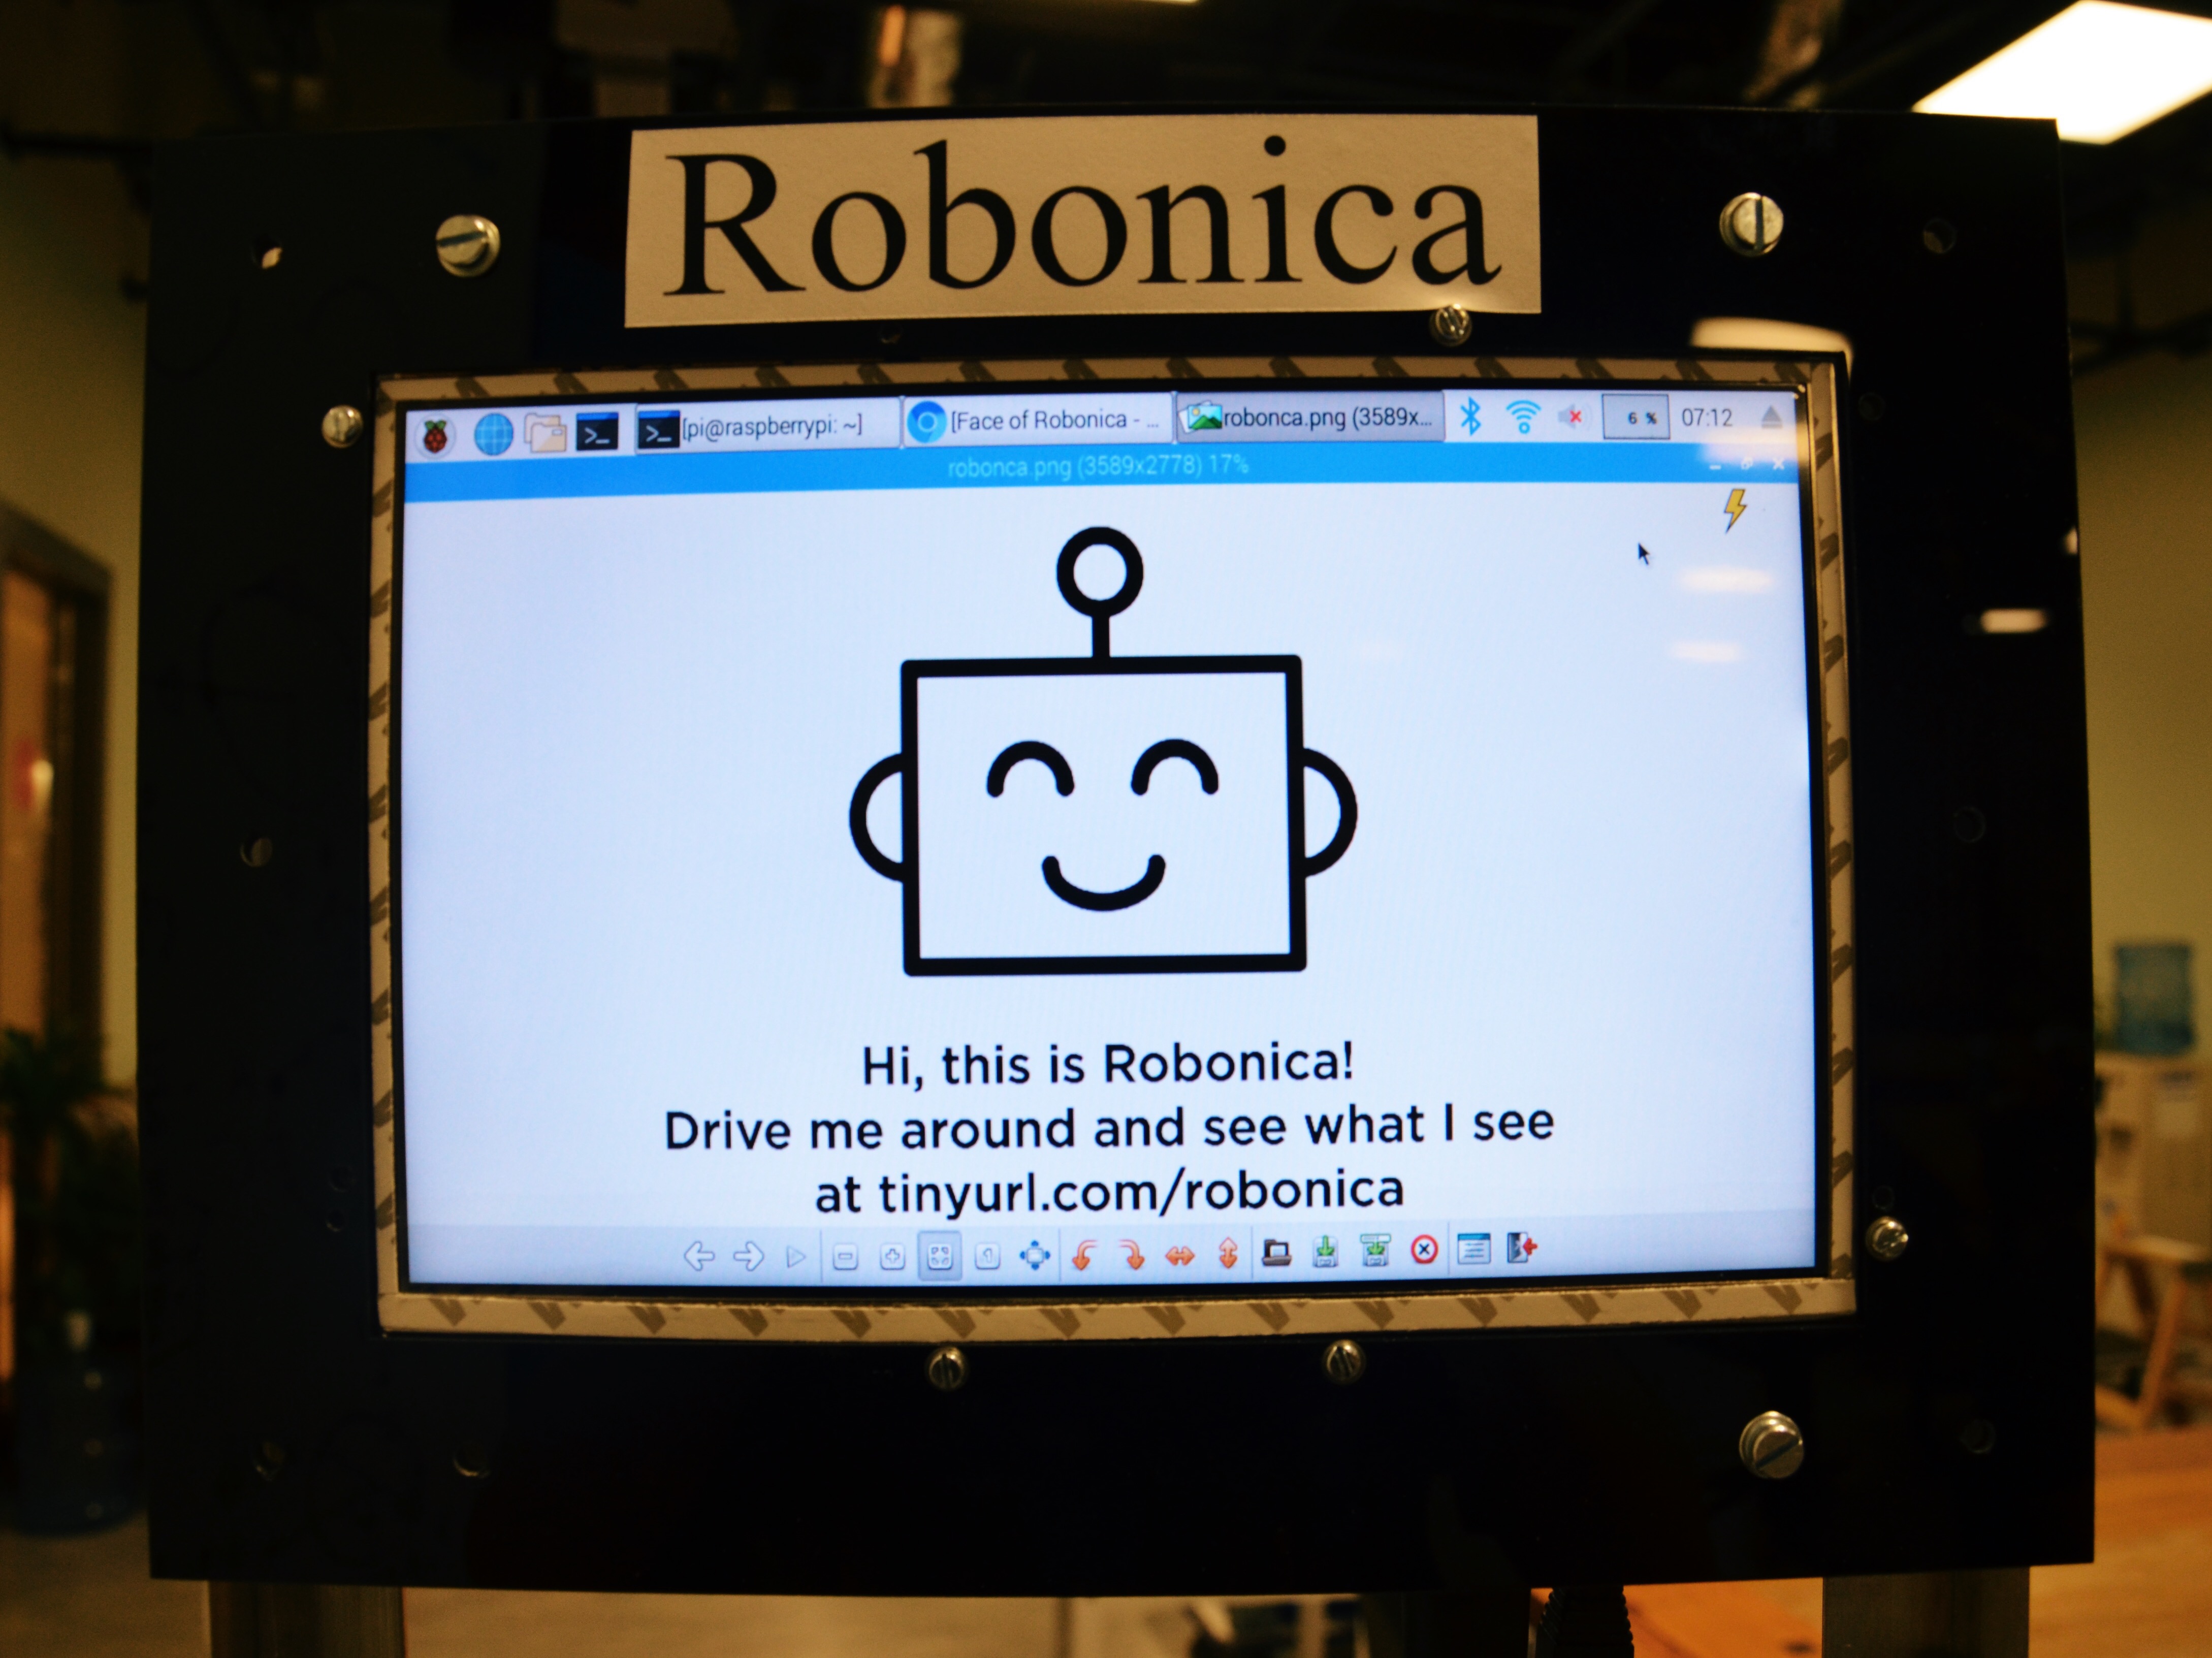 Robonica
[pi@raspberrypi: ~]
[Face of Robonica - ...
robonca.png (3589x...
6 %
07:12
robonca.png (3589x2778) 17%
Hi, this is Robonica!
Drive me around and see what I see
at tinyurl.com/robonica